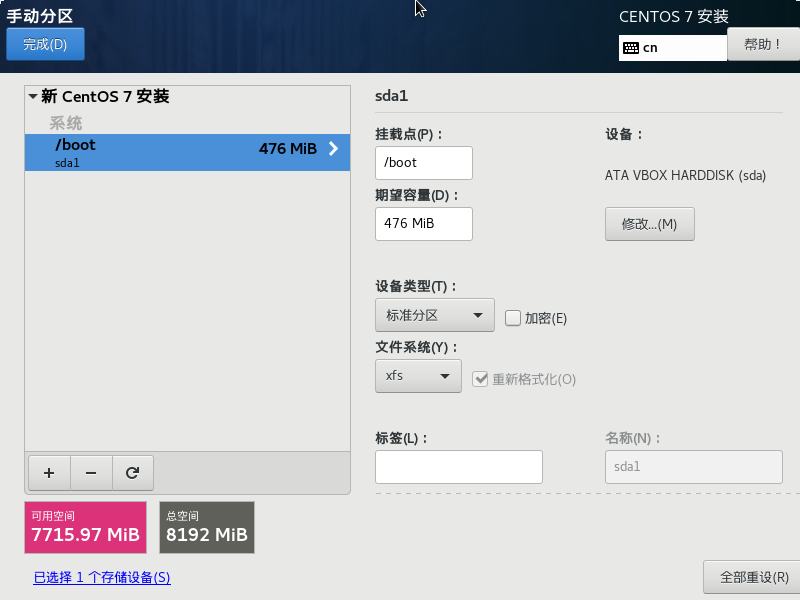 手动分区
CENTOS 7 安装
完成(D)
cn
帮助！
新 CentOS 7 安装
系统
/boot
476 MiB
sda1
sda1
挂载点(P)：
设备：
/boot
ATA VBOX HARDDISK (sda)
期望容量(D)：
476 MiB
修改...(M)
设备类型(T)：
标准分区
加密(E)
文件系统(Y)：
xfs
重新格式化(O)
标签(L)：
名称(N)：
sda1
可用空间
7715.97 MiB
总空间
8192 MiB
已选择 1 个存储设备(S)
全部重设(R)